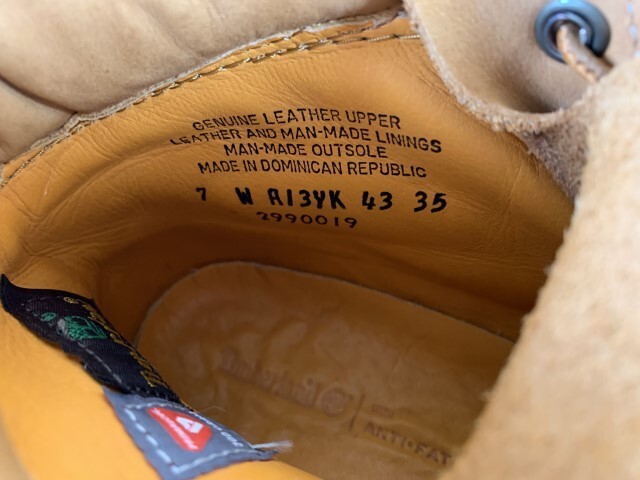 GENUINE LEATHER UPPER
LEATHER AND MAN-MADE LININGS
MAN-MADE OUTSOLE
MADE IN DOMINICAN REPUBLIC
7 W A13YK 43 35
2990019
Timberland
ANTI-FAT